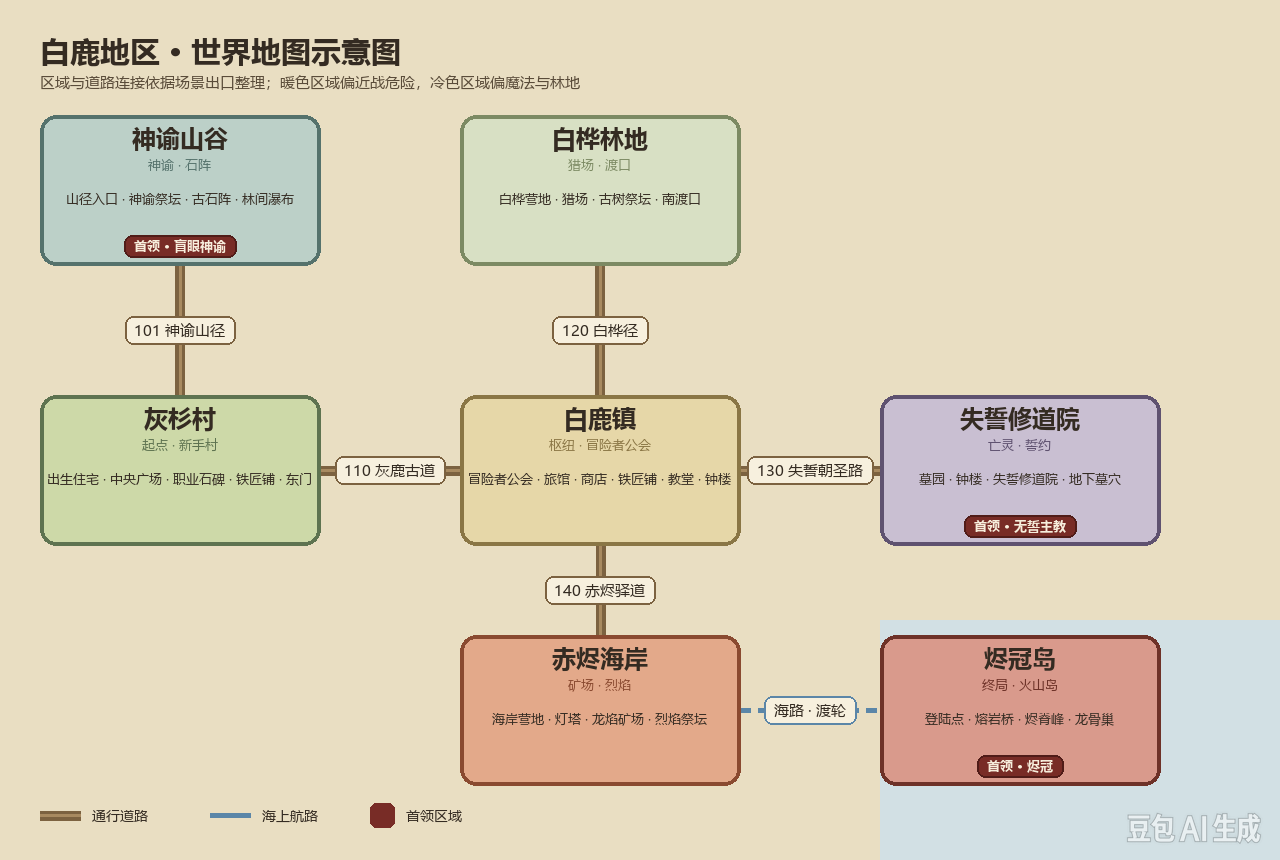 白鹿地区 • 世界地图示意图
区域与道路连接依据场景出口整理；暖色区域偏近战危险，冷色区域偏魔法与林地
神谕山谷
神谕 · 石阵
山径入口 · 神谕祭坛 · 古石阵 · 林间瀑布
首领 • 盲眼神谕
白桦林地
猎场 · 渡口
白桦营地 · 猎场 · 古树祭坛 · 南渡口
101 神谕山径
120 白桦径
灰杉村
起点 · 新手村
出生住宅 · 中央广场 · 职业石碑 · 铁匠铺 · 东门
110 灰鹿古道
白鹿镇
枢纽 · 冒险者公会
冒险者公会 · 旅馆 · 商店 · 铁匠铺 · 教堂 · 钟楼
130 失誓朝圣路
失誓修道院
亡灵 · 誓约
墓园 · 钟楼 · 失誓修道院 · 地下墓穴
首领 • 无誓主教
140 赤烬驿道
赤烬海岸
矿场 · 烈焰
海岸营地 · 灯塔 · 龙焰矿场 · 烈焰祭坛
海路 · 渡轮
烬冠岛
终局 · 火山岛
登陆点 · 熔岩桥 · 烬脊峰 · 龙骨巢
首领 • 烬冠
通行道路
海上航路
首领区域
豆包AI生成